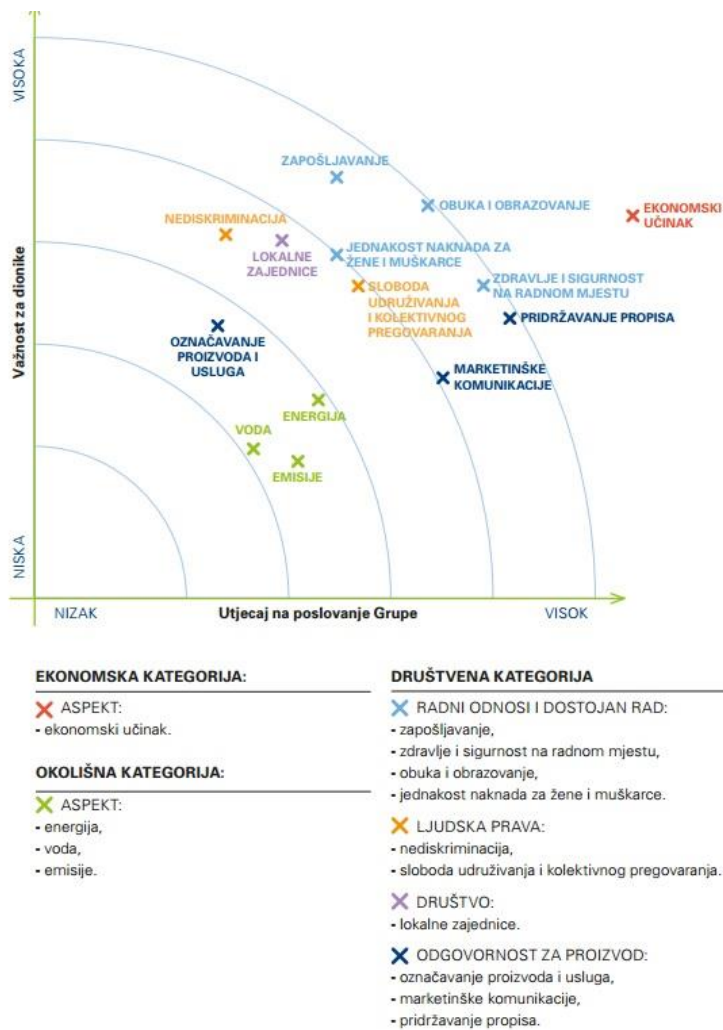 VISOKA
ZAPOŠLJAVANJE
OBUKA I OBRAZOVANJE
EKONOMSKI
UČINAK
NEDISKRIMINACIJA
LOKALNE
ZAJEDNICE
JEDNAKOST NAKNADA ZA
ŽENE I MUŠKARCE
ZDRAVLJE I SIGURNOST
NA RADNOM MJESTU
SLOBODA
UDRUŽIVANJA
I KOLEKTIVNOG
PREGOVARANJA
PRIDRŽAVANJE PROPISA
Važnost za dionike
OZNAČAVANJE
PROIZVODA I
USLUGA
MARKETINŠKE
KOMUNIKACIJE
ENERGIJA
VODA
EMISIJE
NISKA
NIZAK
Utjecaj na poslovanje Grupe
VISOK
EKONOMSKA KATEGORIJA:
ASPEKT:
- ekonomski učinak.
OKOLIŠNA KATEGORIJA:
ASPEKT:
- energija,
- voda,
- emisije.
DRUŠTVENA KATEGORIJA
RADNI ODNOSI I DOSTOJAN RAD:
- zapošljavanje,
- zdravlje i sigurnost na radnom mjestu,
- obuka i obrazovanje,
- jednakost naknada za žene i muškarce.
LJUDSKA PRAVA:
- nediskriminacija,
- sloboda udruživanja i kolektivnog pregovaranja.
DRUŠTVO:
- lokalne zajednice.
ODGOVORNOST ZA PROIZVOD:
- označavanje proizvoda i usluga,
- marketinške komunikacije,
- pridržavanje propisa.